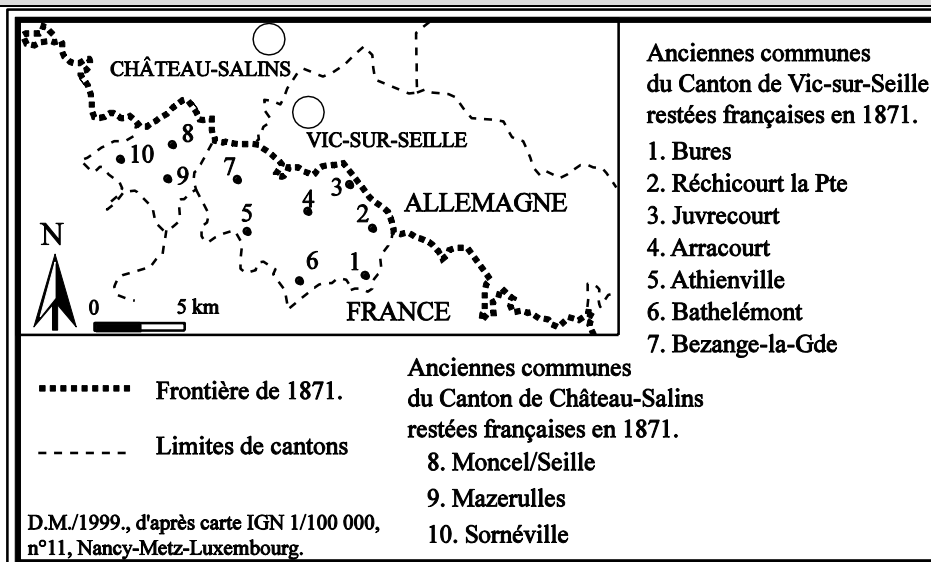 CHÂTEAU-SALINS
VIC-SUR-SEILLE
8
10
9
7
3
4
2
5
6
1
ALLEMAGNE
FRANCE
N
0 5 km
Anciennes communes
du Canton de Vic-sur-Seille
restées françaises en 1871.
1. Bures
2. Réchicourt la Pte
3. Juvrecourt
4. Arracourt
5. Athienville
6. Bathelémont
7. Bezange-la-Gde
Frontière de 1871.
Limites de cantons
Anciennes communes
du Canton de Château-Salins
restées françaises en 1871.
8. Moncel/Seille
9. Mazerulles
10. Sornéville
D.M./1999., d'après carte IGN 1/100 000,
n°11, Nancy-Metz-Luxembourg.